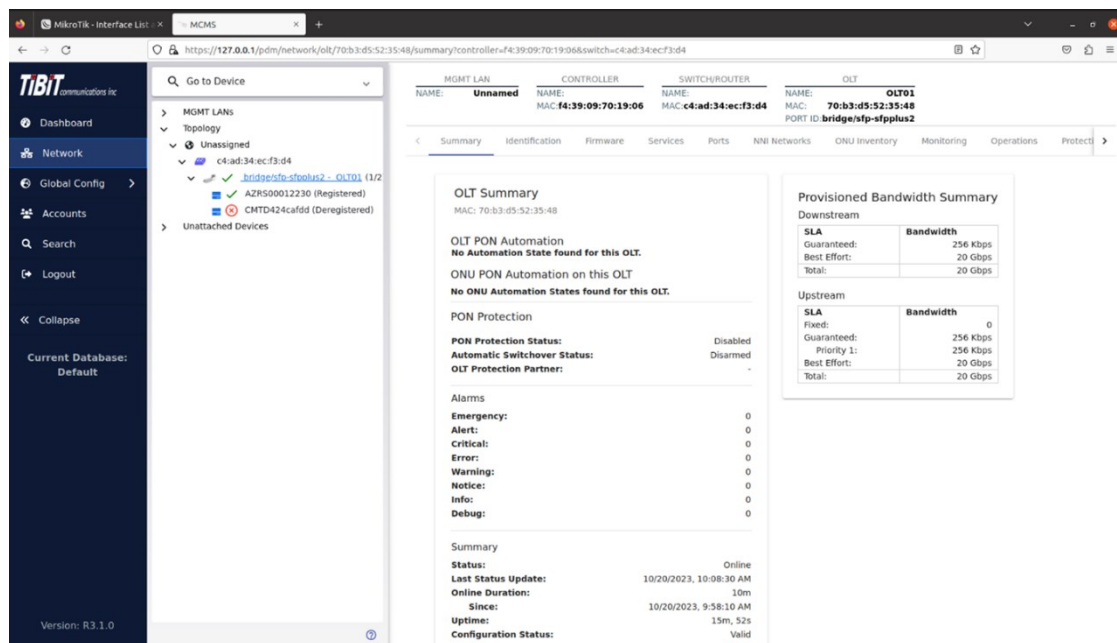 MikroTik - Interface List
MCMS
https://127.0.0.1/pdm/network/olt/70:b3:d5:52:35:48/summary?controller=f4:39:09:70:19:06&switch=c4:ad:34:ec:f3:d4
TiBiT communications inc
Dashboard
Network
Global Config
Accounts
Search
Logout
Collapse
Current Database:
Default
Version: R3.1.0
Go to Device
MGMT LANs
Topology
Unassigned
c4:ad:34:ec:f3:d4
bridge/sfp-sfpplus2 - OLT01 (1/2
AZRS00012230 (Registered)
CMTD424cafdd (Deregistered)
Unattached Devices
MGMT LAN
NAME: Unnamed
CONTROLLER
NAME:
MAC:f4:39:09:70:19:06
SWITCH/ROUTER
NAME:
MAC:c4:ad:34:ec:f3:d4
OLT
NAME: OLT01
MAC: 70:b3:d5:52:35:48
PORT ID:bridge/sfp-sfpplus2
Summary Identification Firmware Services Ports NNI Networks ONU Inventory Monitoring Operations Protecti
OLT Summary
MAC: 70:b3:d5:52:35:48
OLT PON Automation
No Automation State found for this OLT.
ONU PON Automation on this OLT
No ONU Automation States found for this OLT.
PON Protection
PON Protection Status: Disabled
Automatic Switchover Status: Disarmed
OLT Protection Partner: -
Alarms
Emergency: 0
Alert: 0
Critical: 0
Error: 0
Warning: 0
Notice: 0
Info: 0
Debug: 0
Summary
Status: Online
Last Status Update: 10/20/2023, 10:08:30 AM
Online Duration: 10m
Since: 10/20/2023, 9:58:10 AM
Uptime: 15m, 52s
Configuration Status: Valid
Provisioned Bandwidth Summary
Downstream
SLA Bandwidth
Guaranteed: 256 Kbps
Best Effort: 20 Gbps
Total: 20 Gbps
Upstream
SLA Bandwidth
Fixed: 0
Guaranteed: 256 Kbps
Priority 1: 256 Kbps
Best Effort: 20 Gbps
Total: 20 Gbps